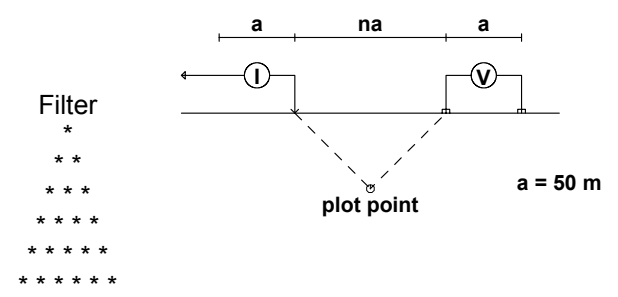 a na a
I V
Filter
*
* *
* * *
* * * *
* * * * *
* * * * * *
a = 50 m
plot point